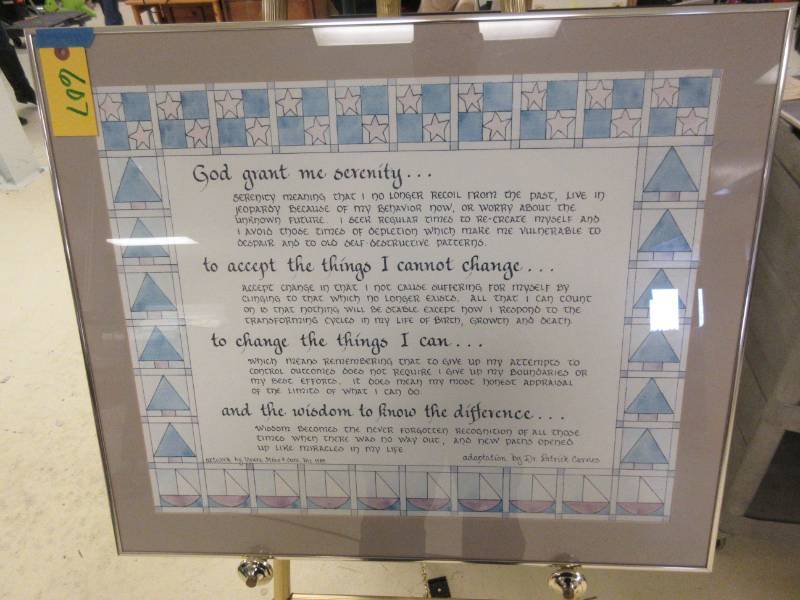 607
God grant me serenity...
serenity meaning that I no longer recoil from the past, live in
jeopardy because of my behavior now, or worry about the
unknown future. I seek regular times to re-create myself and
I avoid those times of depletion which make me vulnerable to
despair and to old self-destructive patterns.
to accept the things I cannot change...
accept change in that I not cause suffering for myself by
clinging to that which no longer exists. All that I can count
on is that nothing will be stable except how I respond to the
transforming cycles in my life of birth, growth and death.
to change the things I can...
which means remembering that to give up my attempts to
control outcomes does not require I give up my boundaries or
my best efforts. It does mean my most honest appraisal
of the limits of what I can do.
and the wisdom to know the difference...
Wisdom becomes the never forgotten recognition of all those
times when there was no way out, and new paths opened
up like miracles in my life
artwork by
adaptation by Dr. Patrick Carnes